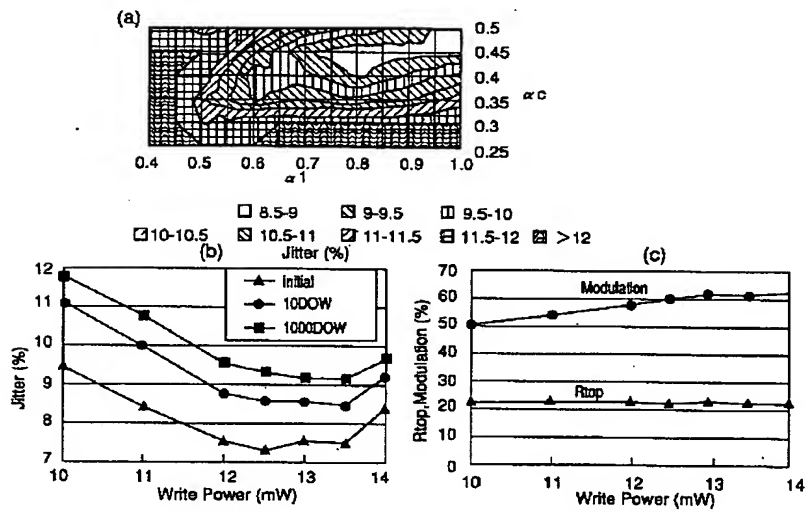 (a)
0.5
0.45
0.4
0.35
0.3
0.25
α c
0.4 0.5 0.6 0.7 0.8 0.9 1.0
α 1
8.5-9 9-9.5 9.5-10
10-10.5 10.5-11 11-11.5 11.5-12 >12
Jitter (%)
(b)
12
11
10
9
8
7
Jitter (%)
Initial
10DOW
1000DOW
10 11 12 13 14
Write Power (mW)
(c)
70
60
50
40
30
20
10
0
Rtop,Modulation (%)
Modulation
Rtop
10 11 12 13 14
Write Power (mW)